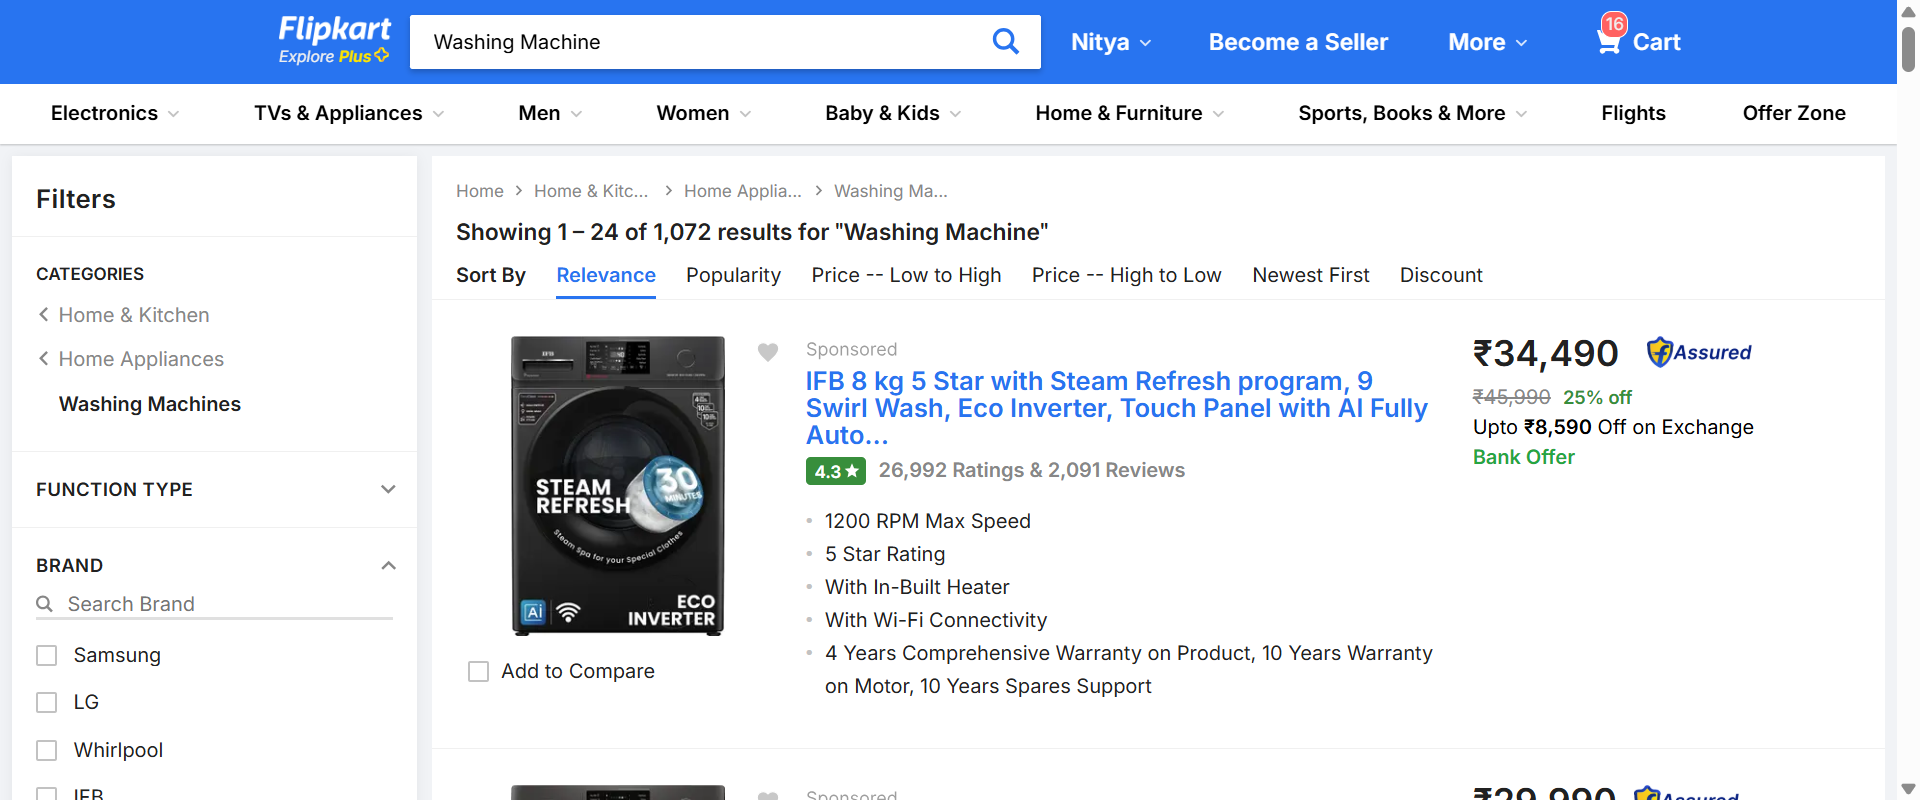 Flipkart
Explore Plus
Washing Machine
Nitya
Become a Seller
More
16
Cart
Electronics
TVs & Appliances
Men
Women
Baby & Kids
Home & Furniture
Sports, Books & More
Flights
Offer Zone
Filters
CATEGORIES
Home & Kitchen
Home Appliances
Washing Machines
FUNCTION TYPE
BRAND
Search Brand
Samsung
LG
Whirlpool
IFB
Home
Home & Kitc...
Home Applia...
Washing Ma...
Showing 1 – 24 of 1,072 results for "Washing Machine"
Sort By
Relevance
Popularity
Price -- Low to High
Price -- High to Low
Newest First
Discount
IFB
STEAM
REFRESH
30
MINUTES
Steam Spa for your Special Clothes
Ai
ECO
INVERTER
Add to Compare
Sponsored
IFB 8 kg 5 Star with Steam Refresh program, 9
Swirl Wash, Eco Inverter, Touch Panel with AI Fully
Auto...
4.3
26,992 Ratings & 2,091 Reviews
1200 RPM Max Speed
5 Star Rating
With In-Built Heater
With Wi-Fi Connectivity
4 Years Comprehensive Warranty on Product, 10 Years Warranty
on Motor, 10 Years Spares Support
₹34,490
Assured
₹45,990 25% off
Upto ₹8,590 Off on Exchange
Bank Offer
Sponsored
₹29,990
Assured